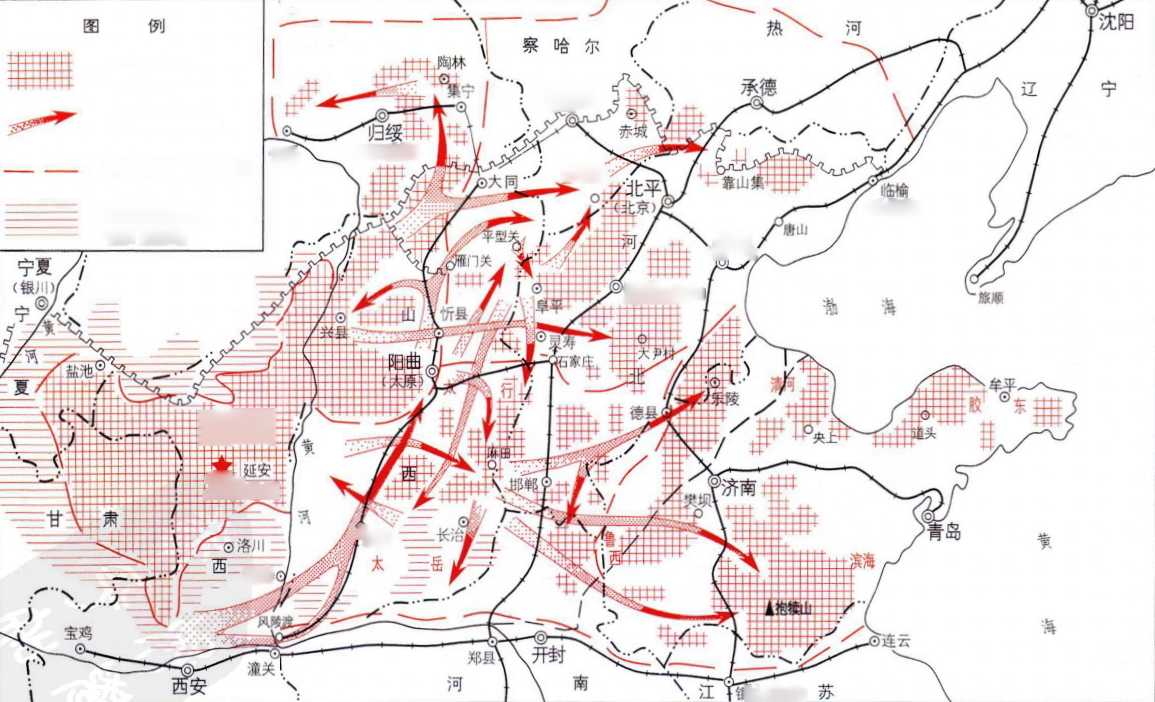 图 例
察 哈 尔
热 河
沈阳
辽 宁
陶林
集宁
归绥
承德
赤城
大同
北平
(北京)
靠山集
临榆
唐山
旅顺
河
平型关
雁门关
宁夏
(银川)
宁
夏
黄
河
盐池
兴县
山
忻县
阜平
灵寿
石家庄
大尹村
北
渤 海
阳曲
(太原)
太
行
德县
乐陵
清河
央上
道头
牟平
胶 东
黄
河
延安
西
麻田
邯郸
济南
樊坝
青岛
甘 肃
洛川
西
长治
太 岳
鲁
西
滨海
抱犊山
黄
海
风陵渡
宝鸡
西安
潼关
郑县
开封
连云
河 南
江 苏